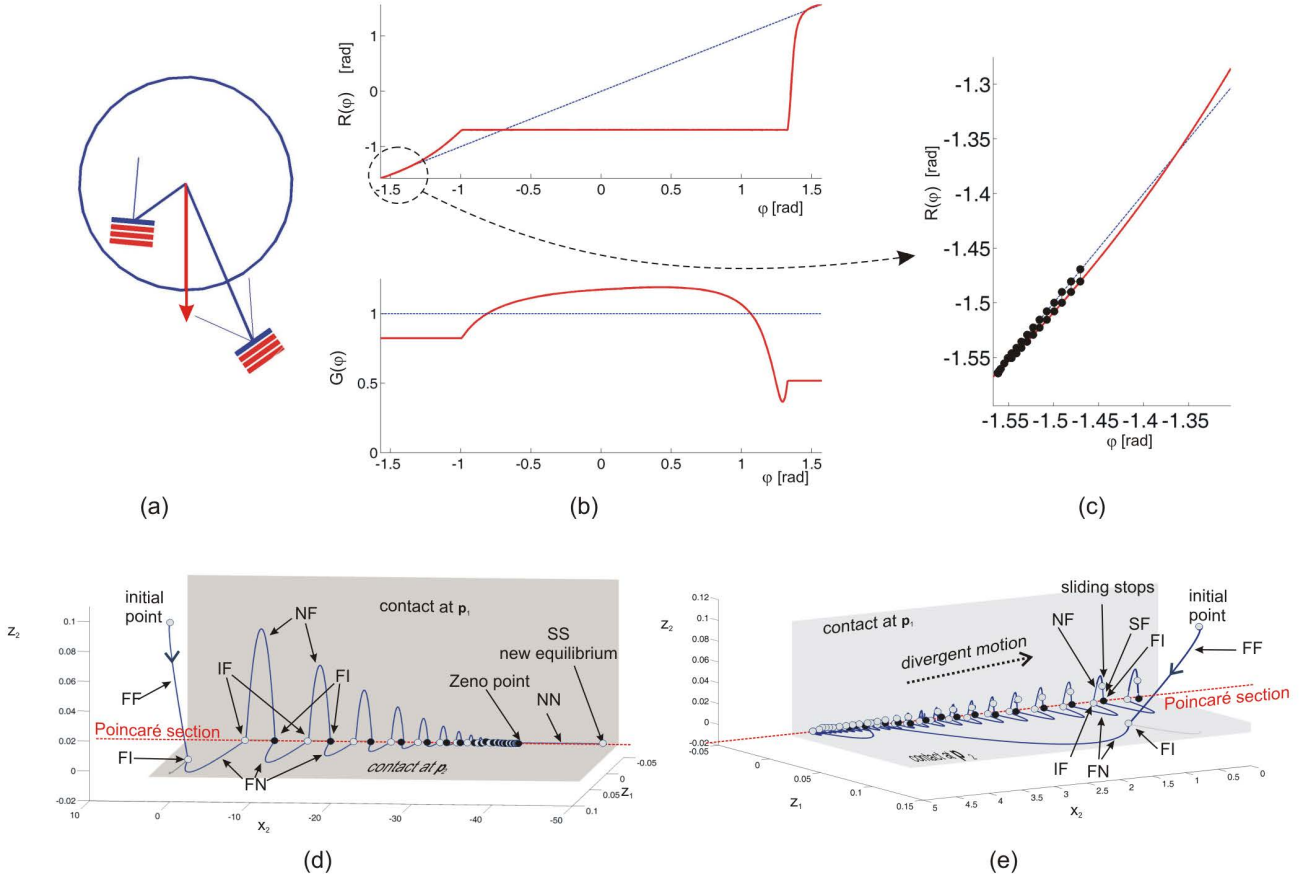 1
0
-1
R(φ) [rad]
-1.5 -1 -0.5 0 0.5 1 1.5
φ [rad]
1
0.5
0
G(φ)
-1.5 -1 -0.5 0 0.5 1 1.5
φ [rad]
-1.3
-1.35
-1.4
-1.45
-1.5
-1.55
R(φ) [rad]
-1.55 -1.5 -1.45 -1.4 -1.35
φ [rad]
(a)
(b)
(c)
initial
point
0.1
0.08
0.06
0.04
0.02
0
-0.02
z2
FF
Poincaré section
FI
NF
IF
FI
FN
contact at p1
Zeno point
SS
new equilibrium
NN
contact at p2
10 0 -10 -20 -30 -40 -50
x2
-0.05
0
0.05
0.1
z1
(d)
0.12
0.1
0.08
0.06
0.04
0.02
0
-0.02
z2
contact at p1
divergent motion
sliding stops
NF
SF
FI
initial
point
FF
Poincaré section
contact at p2
IF
FN
FI
-0.05
0
0.05
0.1
0.15
z1
5 4.5 4 3.5 3 2.5 2 1.5 1 0.5 0
x2
(e)